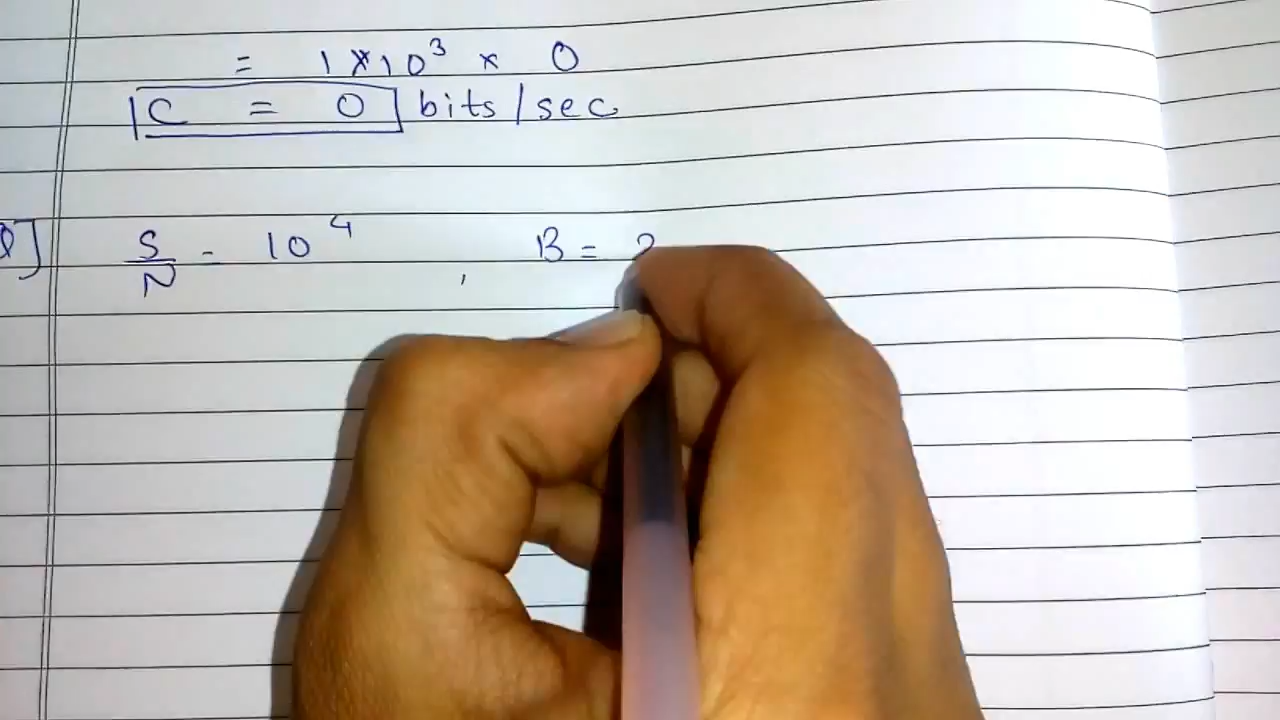 = 1 × 10³ × 0
C = 0 bits/sec
Q] S/N = 10⁴, B =